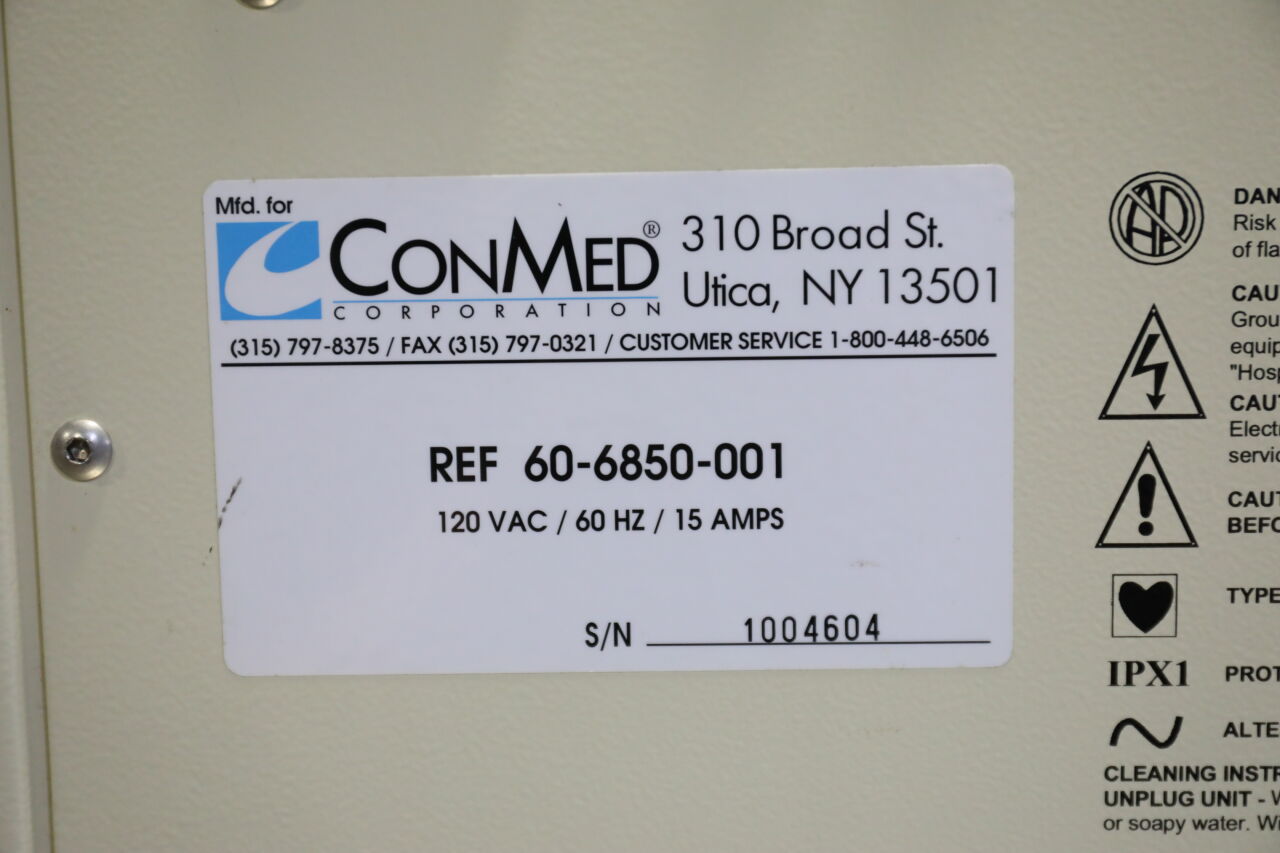 Mfd. for
CONMED®
CORPORATION
310 Broad St.
Utica, NY 13501
(315) 797-8375 / FAX (315) 797-0321 / CUSTOMER SERVICE 1-800-448-6506
REF 60-6850-001
120 VAC / 60 HZ / 15 AMPS
S/N 1004604
AP
DAN
Risk
of fla
CAU
Grou
equip
"Hosp
CAUT
Electr
servic
CAUT
BEFO
TYPE
IPX1 PROT
ALTE
CLEANING INSTR
UNPLUG UNIT - W
or soapy water. Wi